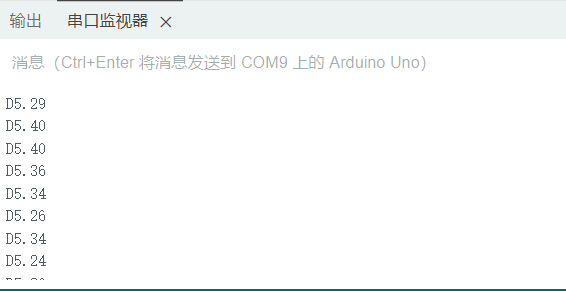 输出 串口监视器 ×
消息（Ctrl+Enter 将消息发送到 COM9 上的 Arduino Uno）
D5.29
D5.40
D5.40
D5.36
D5.34
D5.26
D5.34
D5.24